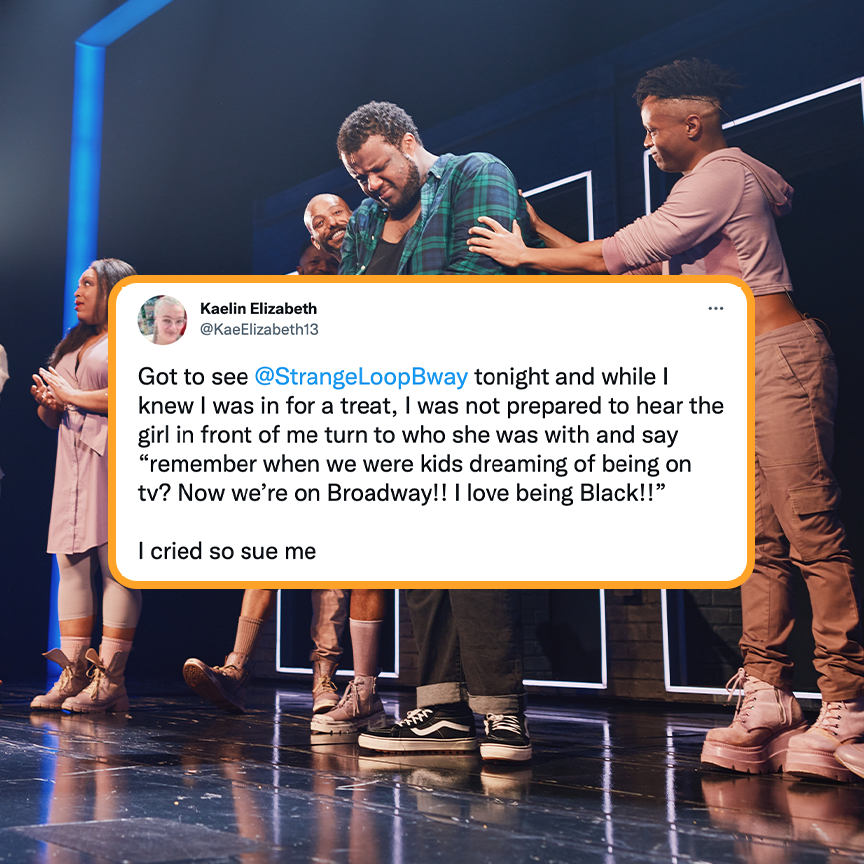 Kaelin Elizabeth
@KaeElizabeth13
Got to see @StrangeLoopBway tonight and while I
knew I was in for a treat, I was not prepared to hear the
girl in front of me turn to who she was with and say
“remember when we were kids dreaming of being on
tv? Now we’re on Broadway!! I love being Black!!”
I cried so sue me